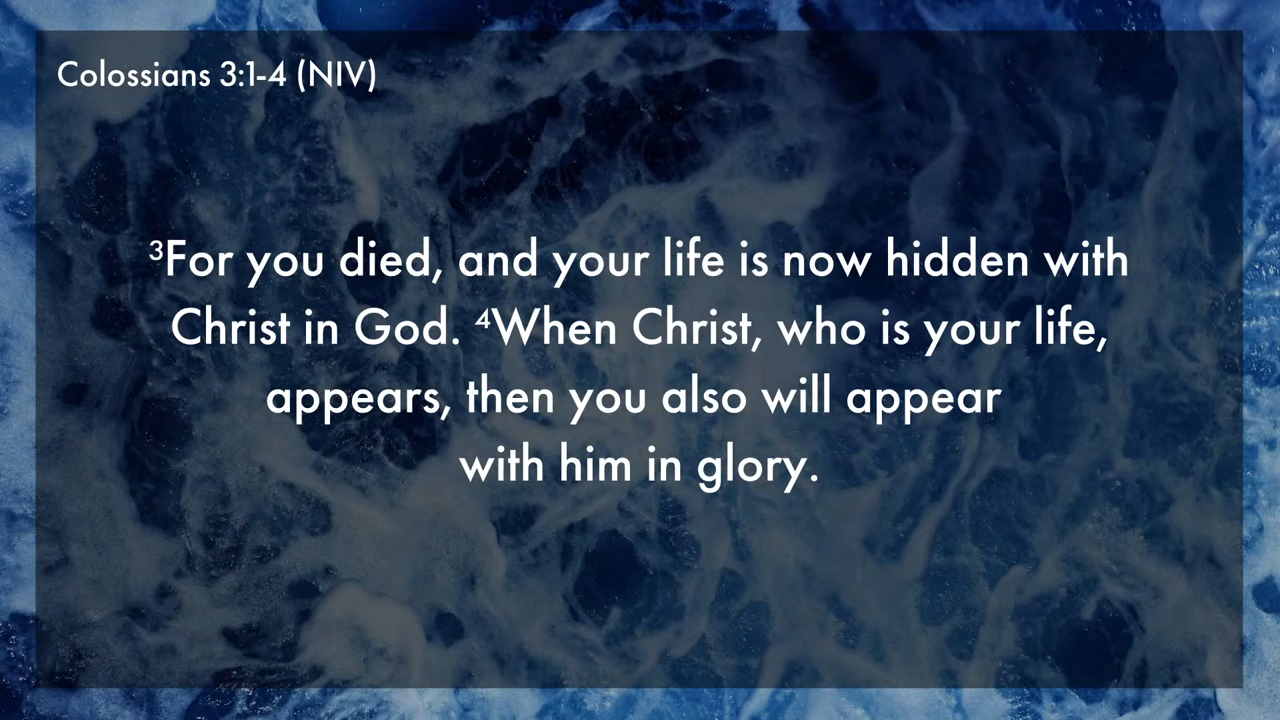 Colossians 3:1-4 (NIV)
³For you died, and your life is now hidden with
Christ in God. ⁴When Christ, who is your life,
appears, then you also will appear
with him in glory.